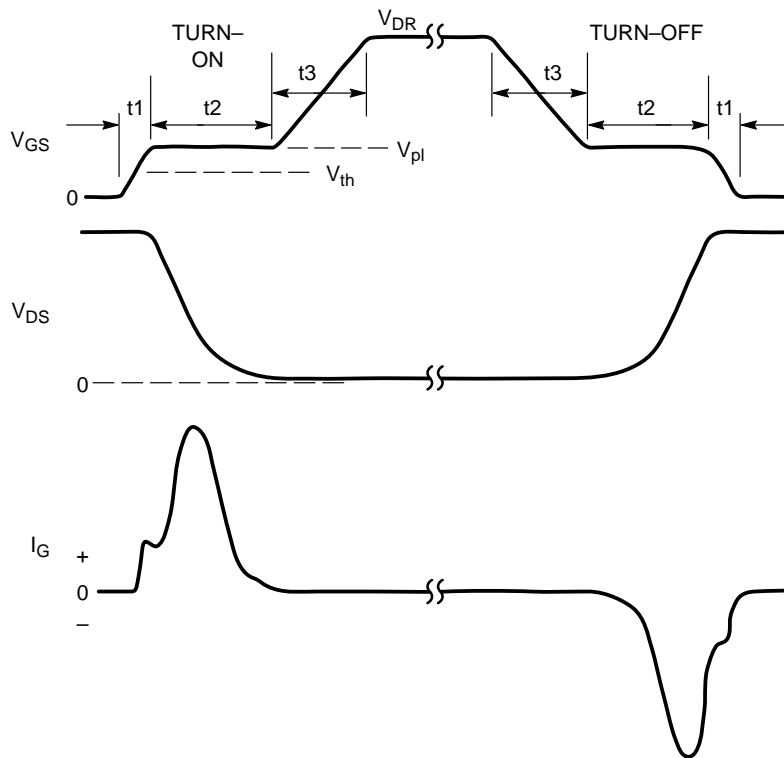 TURN–
ON
V_DR
TURN–OFF
t1
t2
t3
t3
t2
t1
V_GS
V_pl
V_th
0
V_DS
0
I_G
+
0
–